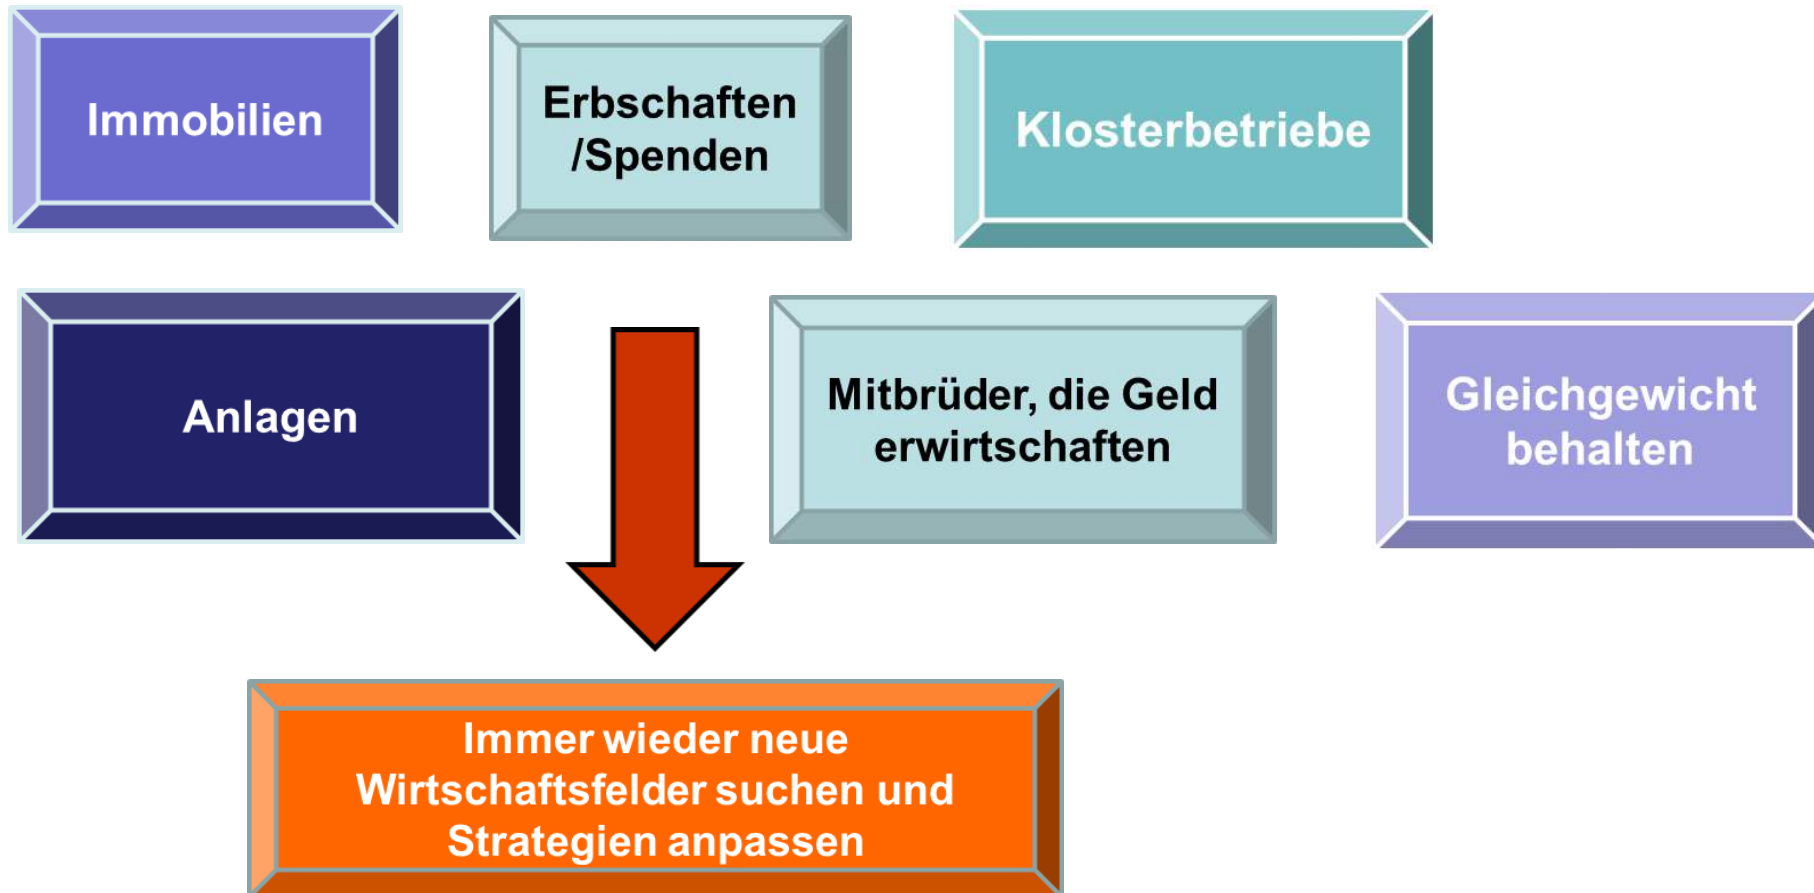 Immobilien
Erbschaften
/Spenden
Klosterbetriebe
Anlagen
Mitbrüder, die Geld
erwirtschaften
Gleichgewicht
behalten
Immer wieder neue
Wirtschaftsfelder suchen und
Strategien anpassen